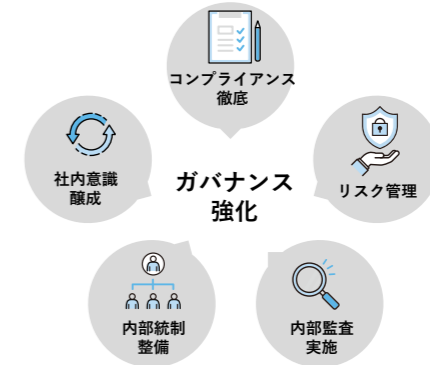 コンプライアンス
徹底
社内意識
醸成
ガバナンス
強化
リスク管理
内部統制
整備
内部監査
実施